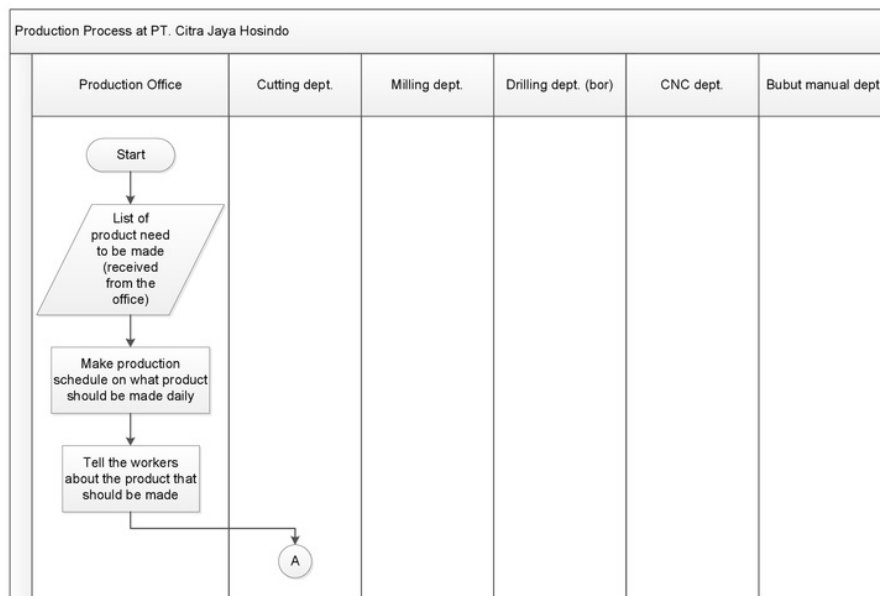 Production Process at PT. Citra Jaya Hosindo
Production Office
Cutting dept.
Milling dept.
Drilling dept. (bor)
CNC dept.
Bubut manual dept
Start
List of
product need
to be made
(received
from the
office)
Make production
schedule on what product
should be made daily
Tell the workers
about the product that
should be made
A